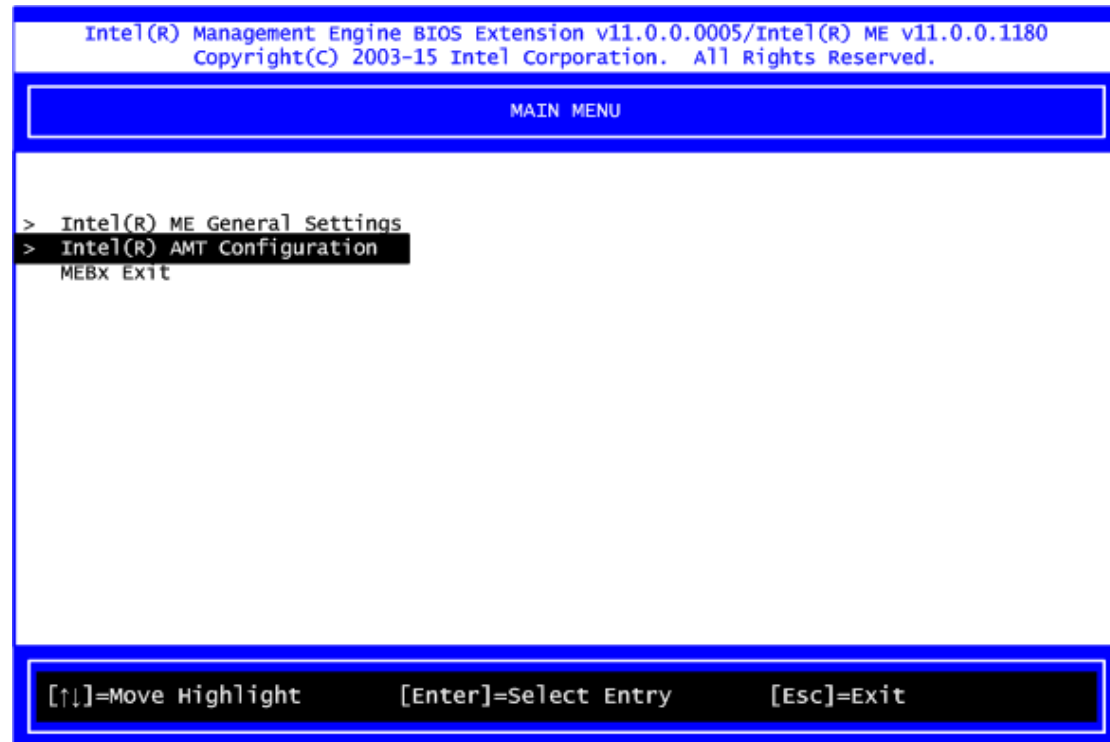 Intel(R) Management Engine BIOS Extension v11.0.0.0005/Intel(R) ME v11.0.0.1180
Copyright(C) 2003-15 Intel Corporation. All Rights Reserved.
MAIN MENU
> Intel(R) ME General Settings
> Intel(R) AMT Configuration
MEBx Exit
[↑↓]=Move Highlight [Enter]=Select Entry [Esc]=Exit